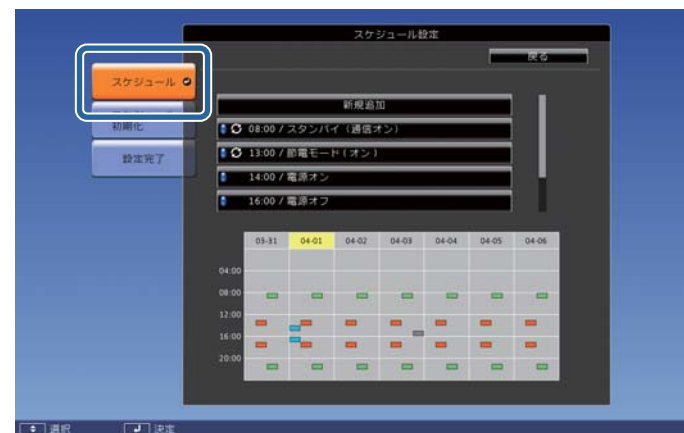 スケジュール設定
戻る
スケジュール
初期化
設定完了
新規追加
08:00 / スタンバイ（通信オン）
13:00 / 節電モード（オン）
14:00 / 電源オン
16:00 / 電源オフ
03-31 04-01 04-02 04-03 04-04 04-05 04-06
04:00
08:00
12:00
16:00
20:00
選択 決定